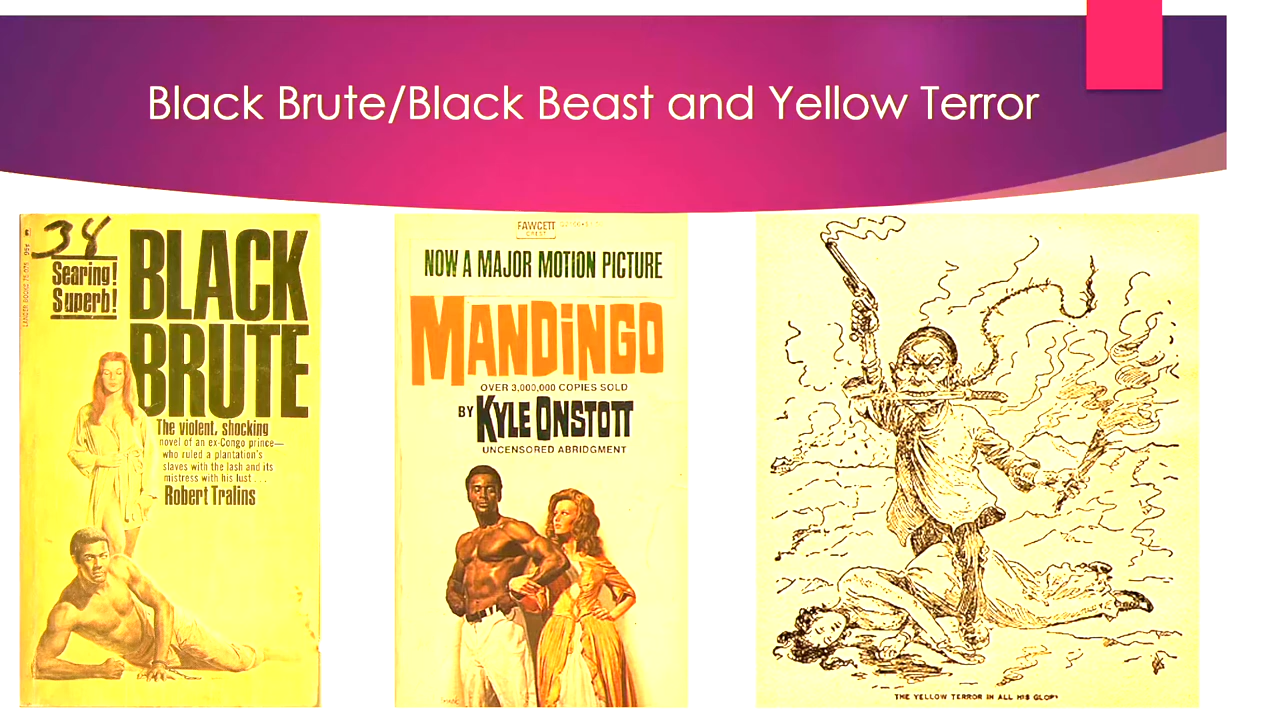 Black Brute/Black Beast and Yellow Terror
38
Searing!
Superb!
BLACK
BRUTE
The violent, shocking
novel of an ex-Congo prince—
who ruled a plantation's
slaves with the lash and its
mistress with his lust . . .
Robert Tralins
FAWCETT
CREST
NOW A MAJOR MOTION PICTURE
MANDiNGO
OVER 3,000,000 COPIES SOLD
BY KYLE ONSTOTT
UNCENSORED ABRIDGMENT
THE YELLOW TERROR IN ALL HIS GLORY